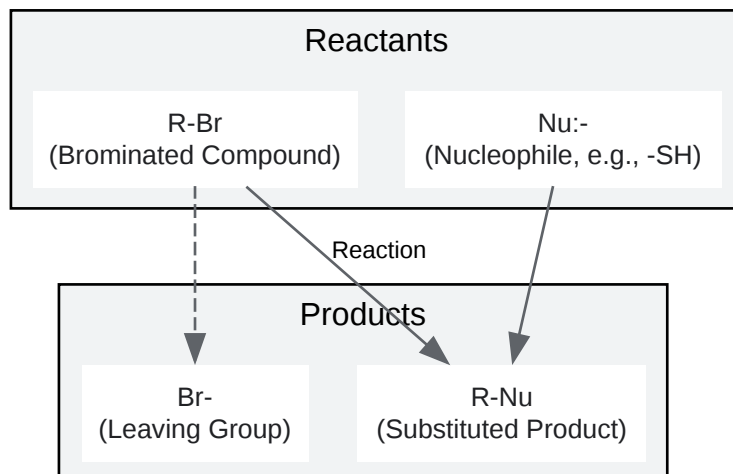 Reactants
R-Br
(Brominated Compound)
Nu:-
(Nucleophile, e.g., -SH)
Reaction
Products
Br-
(Leaving Group)
R-Nu
(Substituted Product)